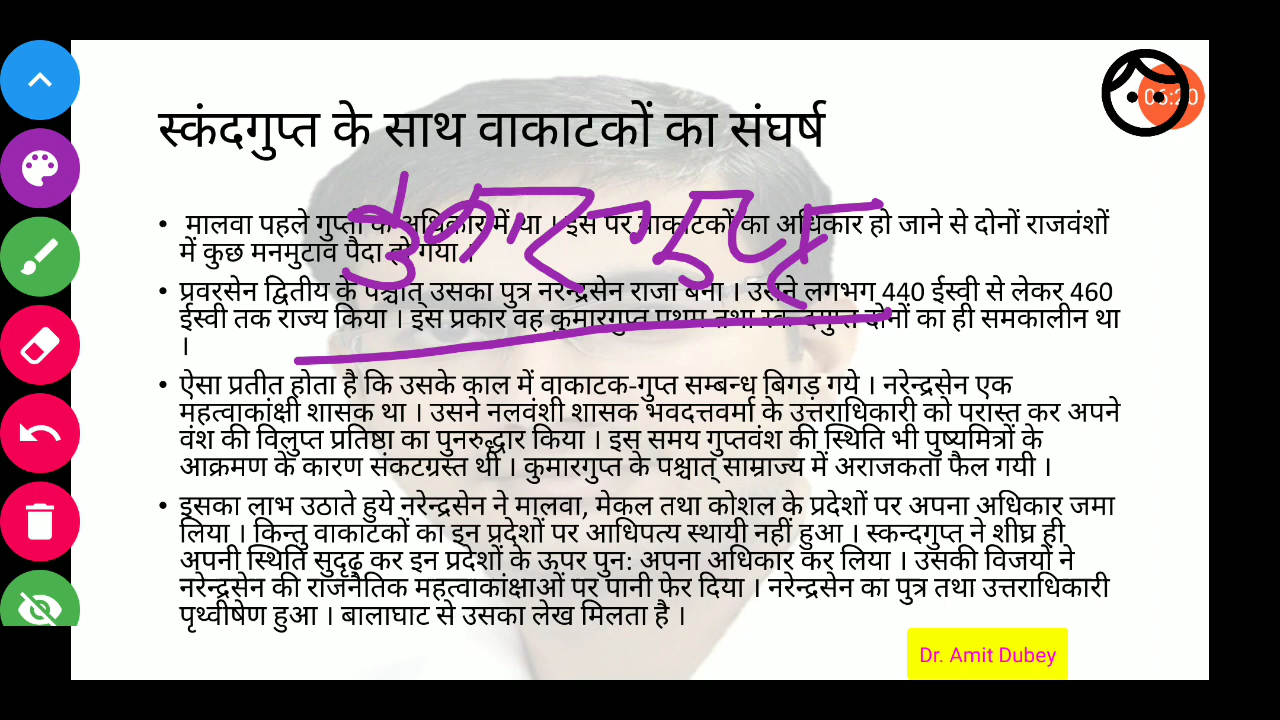 06:20
स्कंदगुप्त के साथ वाकाटकों का संघर्ष
• मालवा पहले गुप्तों के अधिकार में था । इस पर वाकाटकों का अधिकार हो जाने से दोनों राजवंशों
में कुछ मनमुटाव पैदा हो गया ।
• प्रवरसेन द्वितीय के पश्चात् उसका पुत्र नरेन्द्रसेन राजा बना । उसने लगभग 440 ईस्वी से लेकर 460
ईस्वी तक राज्य किया । इस प्रकार वह कुमारगुप्त प्रथम तथा स्कन्दगुप्त दोनों का ही समकालीन था
।
• ऐसा प्रतीत होता है कि उसके काल में वाकाटक-गुप्त सम्बन्ध बिगड़ गये । नरेन्द्रसेन एक
महत्वाकांक्षी शासक था । उसने नलवंशी शासक भवदत्तवर्मा के उत्तराधिकारी को परास्त कर अपने
वंश की विलुप्त प्रतिष्ठा का पुनरुद्धार किया । इस समय गुप्तवंश की स्थिति भी पुष्यमित्रों के
आक्रमण के कारण संकटग्रस्त थी । कुमारगुप्त के पश्चात् साम्राज्य में अराजकता फैल गयी ।
• इसका लाभ उठाते हुये नरेन्द्रसेन ने मालवा, मेकल तथा कोशल के प्रदेशों पर अपना अधिकार जमा
लिया । किन्तु वाकाटकों का इन प्रदेशों पर आधिपत्य स्थायी नहीं हुआ । स्कन्दगुप्त ने शीघ्र ही
अपनी स्थिति सुदृढ़ कर इन प्रदेशों के ऊपर पुन: अपना अधिकार कर लिया । उसकी विजयों ने
नरेन्द्रसेन की राजनैतिक महत्वाकांक्षाओं पर पानी फेर दिया । नरेन्द्रसेन का पुत्र तथा उत्तराधिकारी
पृथ्वीषेण हुआ । बालाघाट से उसका लेख मिलता है ।
Dr. Amit Dubey